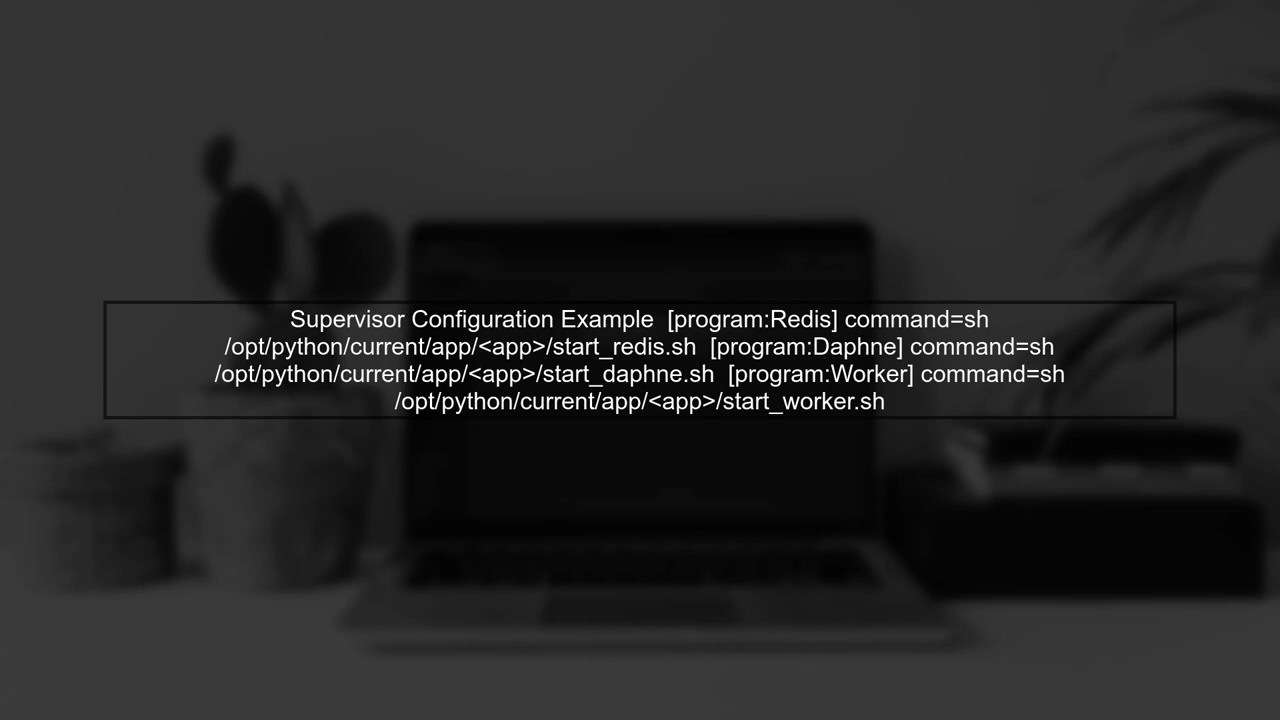 Supervisor Configuration Example  [program:Redis] command=sh
/opt/python/current/app/<app>/start_redis.sh  [program:Daphne] command=sh
/opt/python/current/app/<app>/start_daphne.sh  [program:Worker] command=sh
/opt/python/current/app/<app>/start_worker.sh